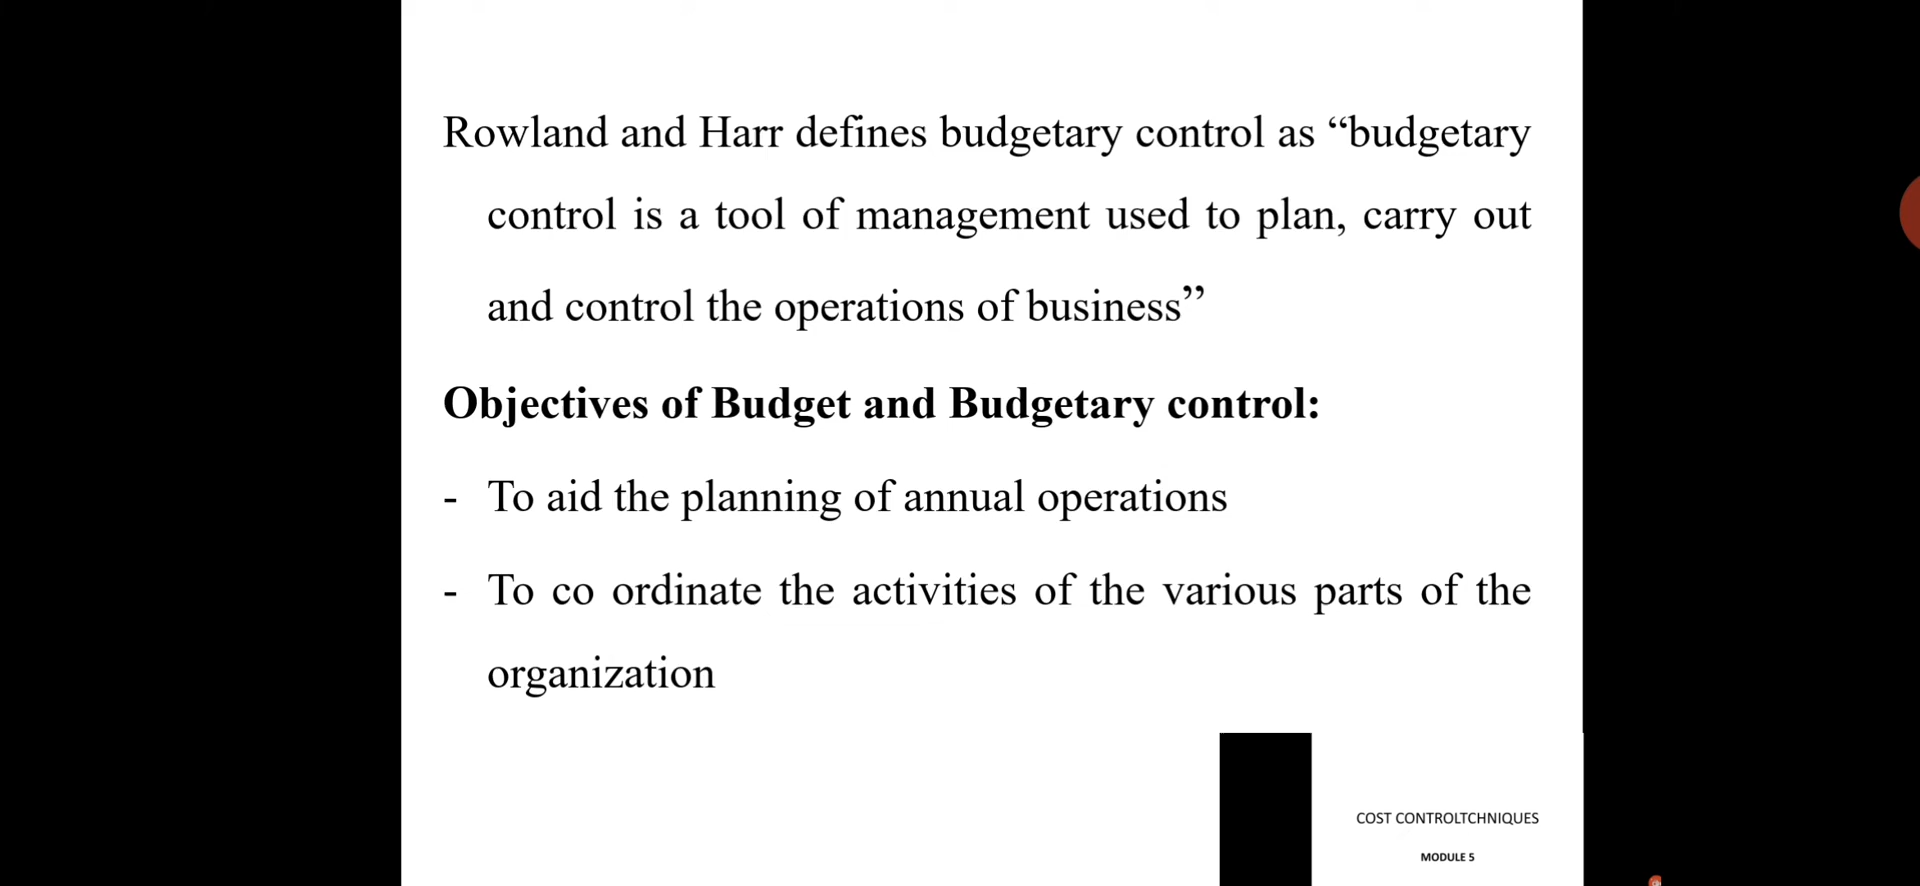 Rowland and Harr defines budgetary control as “budgetary
control is a tool of management used to plan, carry out
and control the operations of business”
Objectives of Budget and Budgetary control:
- To aid the planning of annual operations
- To co ordinate the activities of the various parts of the
organization
COST CONTROLTCHNIQUES
MODULE 5